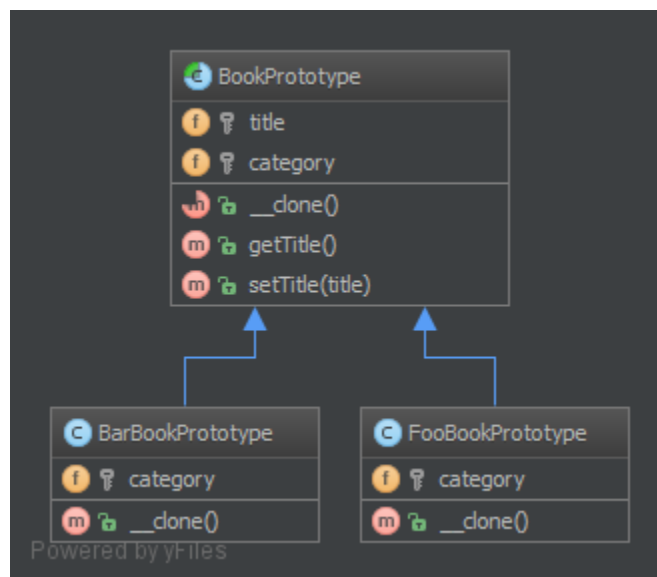 BookPrototype
title
category
__clone()
getTitle()
setTitle(title)
BarBookPrototype
category
__clone()
FooBookPrototype
category
__clone()
Powered by yFiles